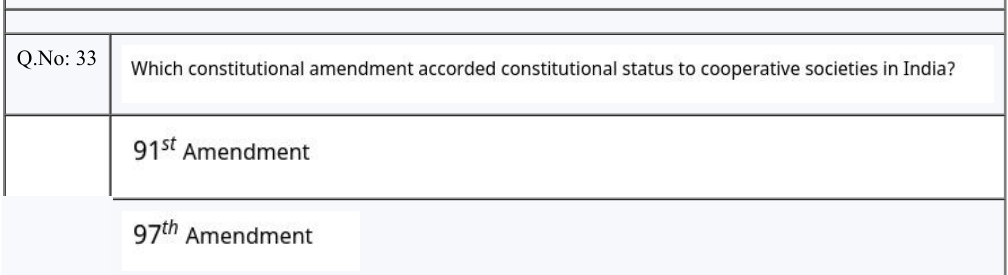 Q.No: 33
Which constitutional amendment accorded constitutional status to cooperative societies in India?
91st Amendment
97th Amendment